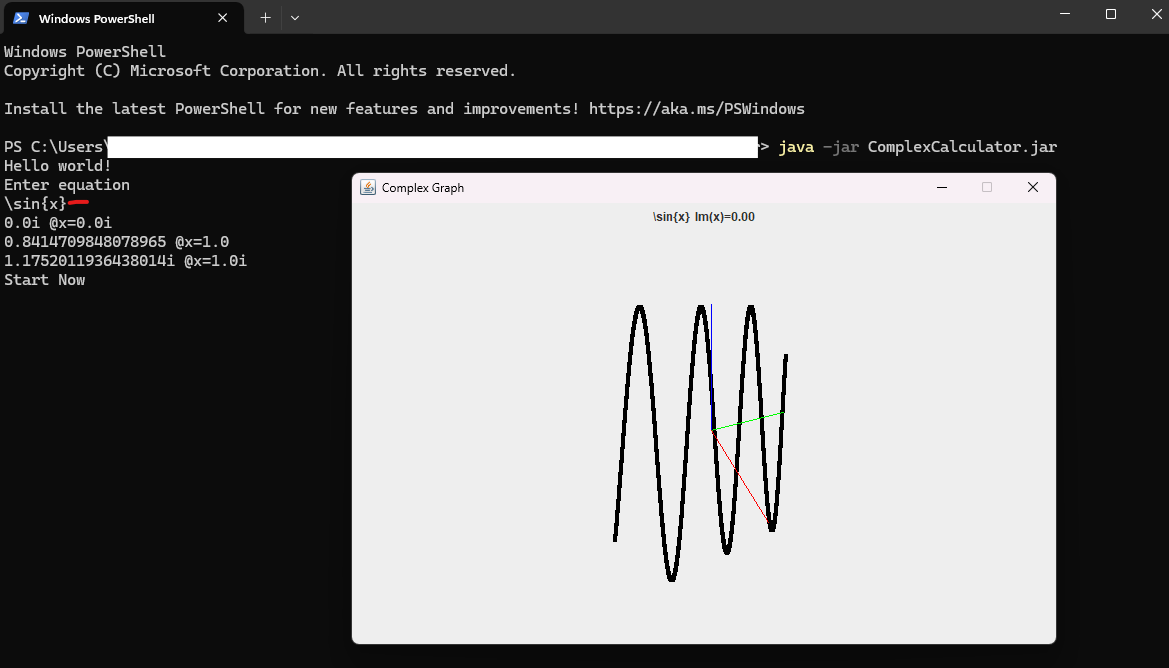 Windows PowerShell
Windows PowerShell
Copyright (C) Microsoft Corporation. All rights reserved.
Install the latest PowerShell for new features and improvements! https://aka.ms/PSWindows
PS C:\Users\> java -jar ComplexCalculator.jar
Hello world!
Enter equation
\sin{x}
0.0i @x=0.0i
0.8414709848078965 @x=1.0
1.1752011936438014i @x=1.0i
Start Now
Complex Graph
\sin{x} Im(x)=0.00